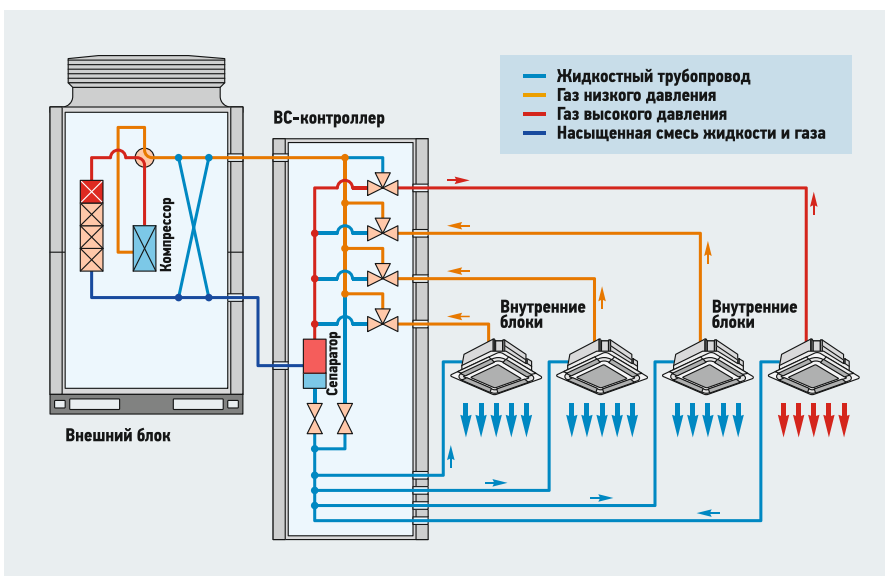 Жидкостный трубопровод
Газ низкого давления
Газ высокого давления
Насыщенная смесь жидкости и газа
BC-контроллер
Компрессор
Внутренние
блоки
Внутренние
блоки
Сепаратор
Внешний блок